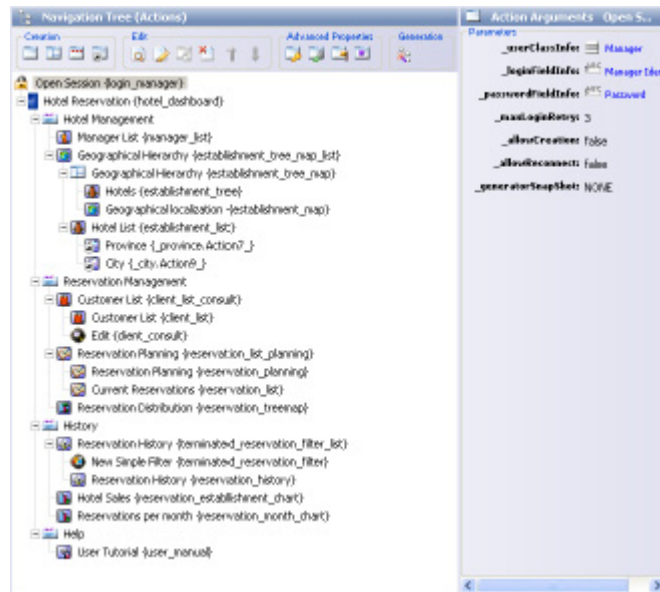 Navigation Tree (Actions)
Creation
Edit
Advanced Properties
Generation
Open Session {login_manager}
Hotel Reservation {hotel_dashboard}
Hotel Management
Manager List {manager_list}
Geographical Hierarchy {establishment_tree_map_list}
Geographical Hierarchy {establishment_tree_map}
Hotels {establishment_tree}
Geographical localization -{establishment_map}
Hotel List {establishment_list}
Province {_province.Action7_}
City {_city.Action9_}
Reservation Management
Customer List {client_list_consult}
Customer List {client_list}
Edit {client_consult}
Reservation Planning {reservation_list_planning}
Reservation Planning {reservation_planning}
Current Reservations {reservation_list}
Reservation Distribution {reservation_treemap}
History
Reservation History {terminated_reservation_filter_list}
New Simple Filter {terminated_reservation_filter}
Reservation History {reservation_history}
Hotel Sales {reservation_establishment_chart}
Reservations per month {reservation_month_chart}
Help
User Tutorial {user_manual}
Action Arguments Open S...
Parameters
_userClassInfo: Manager
_loginFieldInfo: Manager Iden
_passwordFieldInfo: Password
_maxLoginRetry: 3
_allowCreation: false
_allowReconnect: false
_generatorSnapShot: NONE